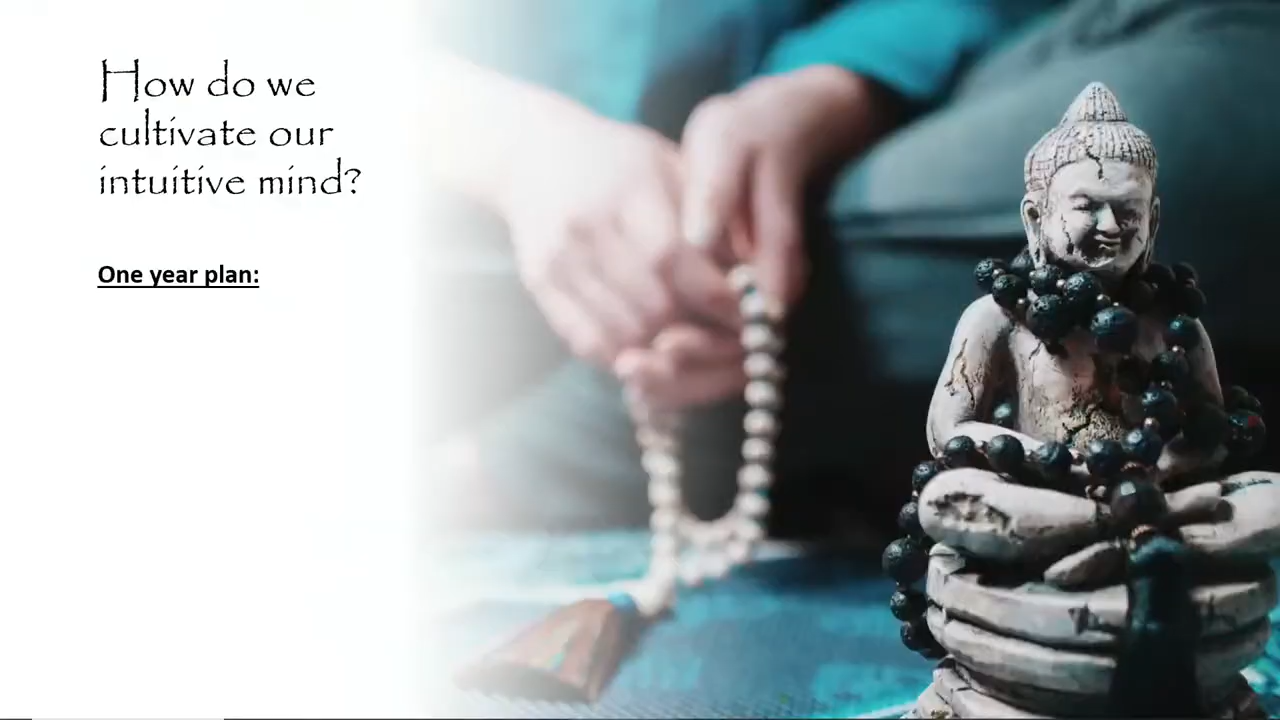 How do we
cultivate our
intuitive mind?
One year plan: